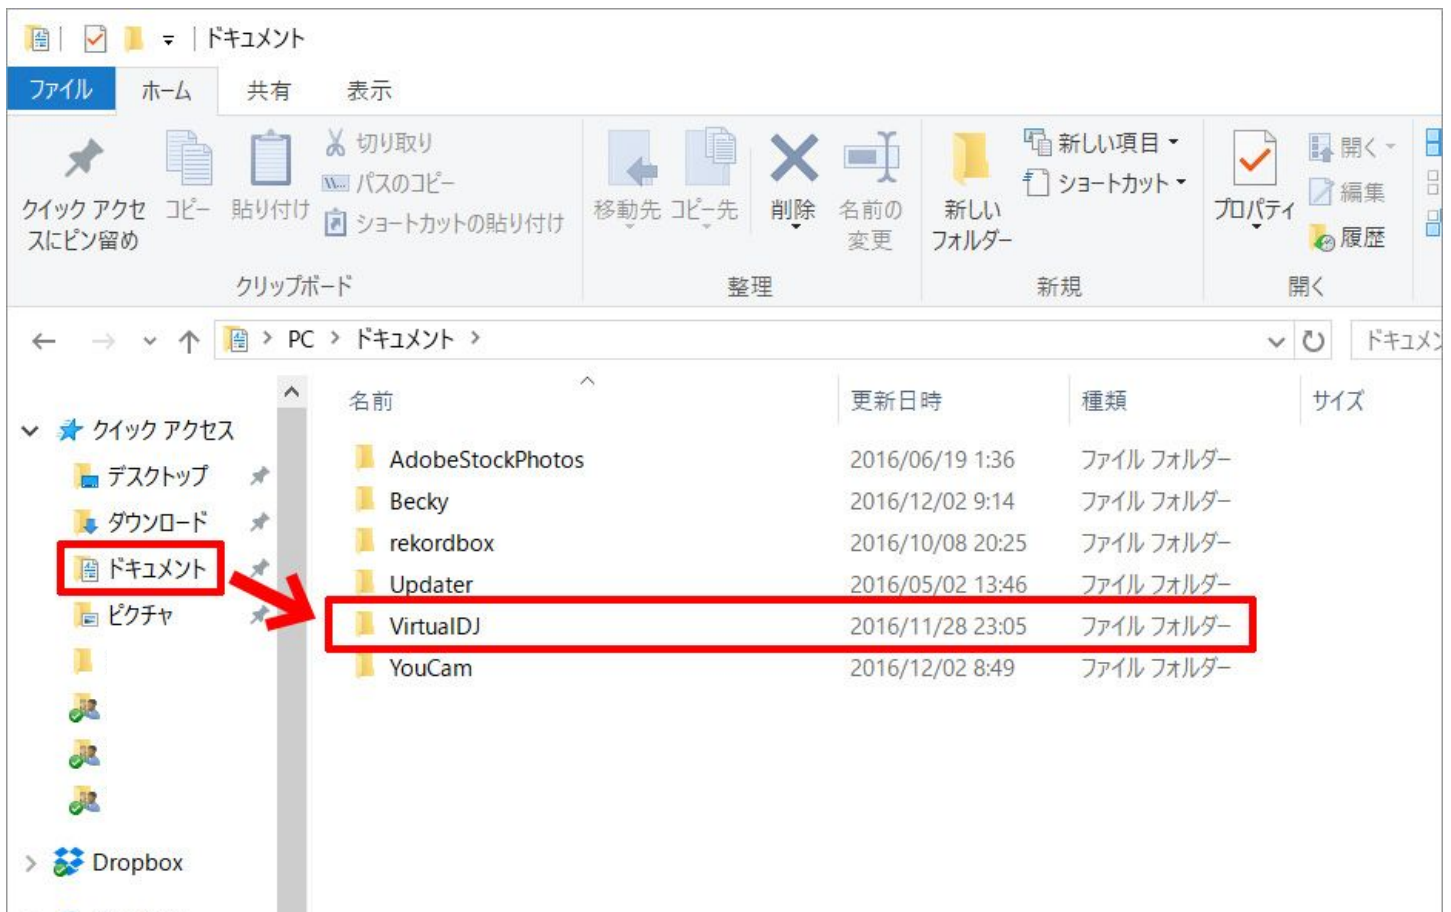 ドキュメント
ファイル ホーム 共有 表示
クイック アクセスにピン留め
コピー
貼り付け
切り取り
パスのコピー
ショートカットの貼り付け
クリップボード
移動先
コピー先
削除
名前の変更
整理
新しいフォルダー
新しい項目
ショートカット
新規
プロパティ
開く
編集
履歴
開く
PC > ドキュメント >
名前 更新日時 種類 サイズ
クイック アクセス
デスクトップ
ダウンロード
ドキュメント
ピクチャ
Dropbox
AdobeStockPhotos 2016/06/19 1:36 ファイル フォルダー
Becky 2016/12/02 9:14 ファイル フォルダー
rekordbox 2016/10/08 20:25 ファイル フォルダー
Updater 2016/05/02 13:46 ファイル フォルダー
VirtualDJ 2016/11/28 23:05 ファイル フォルダー
YouCam 2016/12/02 8:49 ファイル フォルダー